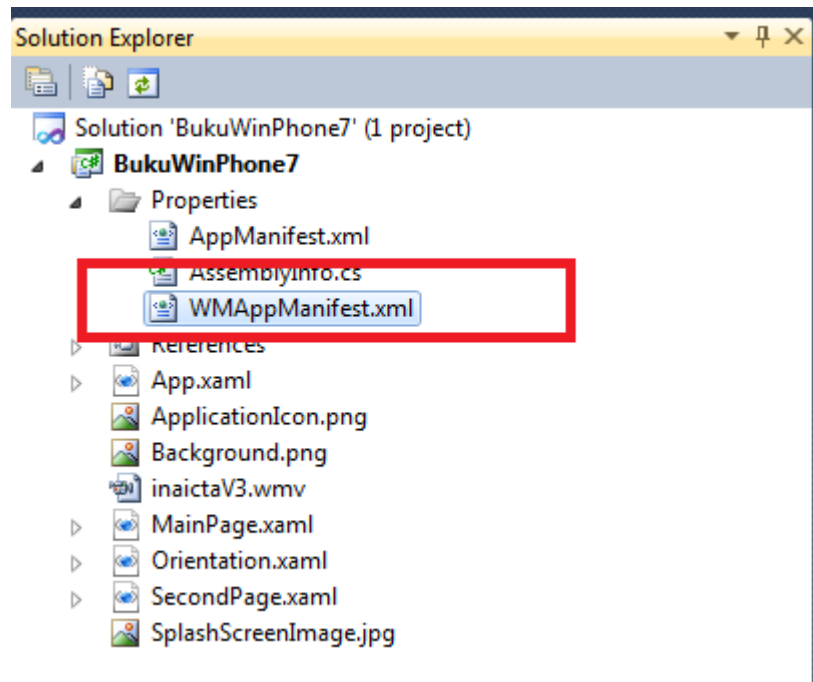 Solution Explorer
Solution 'BukuWinPhone7' (1 project)
BukuWinPhone7
Properties
AppManifest.xml
AssemblyInfo.cs
WMAppManifest.xml
References
App.xaml
ApplicationIcon.png
Background.png
inaictaV3.wmv
MainPage.xaml
Orientation.xaml
SecondPage.xaml
SplashScreenImage.jpg